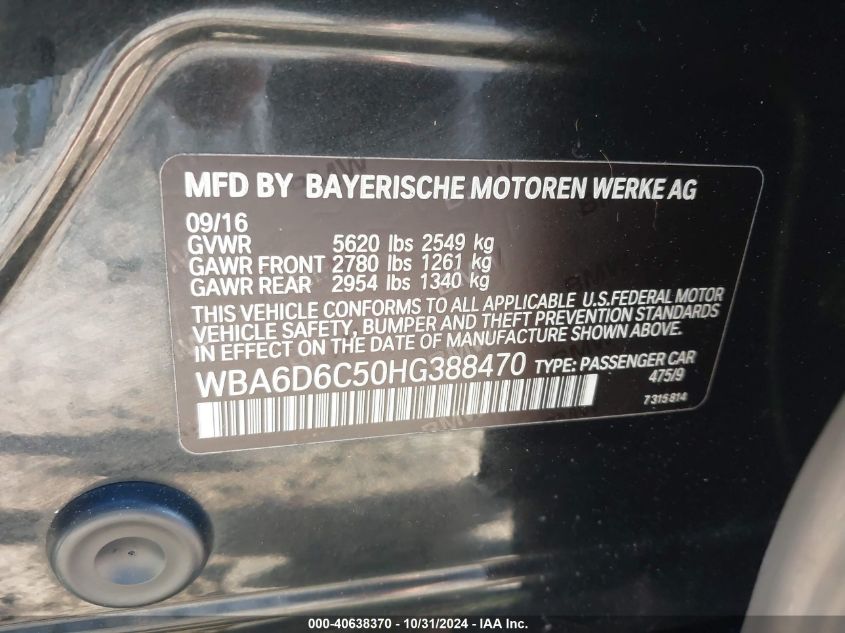 MFD BY BAYERISCHE MOTOREN WERKE AG
09/16
GVWR 5620 lbs 2549 kg
GAWR FRONT 2780 lbs 1261 kg
GAWR REAR 2954 lbs 1340 kg
THIS VEHICLE CONFORMS TO ALL APPLICABLE U.S.FEDERAL MOTOR
VEHICLE SAFETY, BUMPER AND THEFT PREVENTION STANDARDS
IN EFFECT ON THE DATE OF MANUFACTURE SHOWN ABOVE.
WBA6D6C50HG388470 TYPE: PASSENGER CAR
475/9
7315814
000-40638370 - 10/31/2024 - IAA Inc.